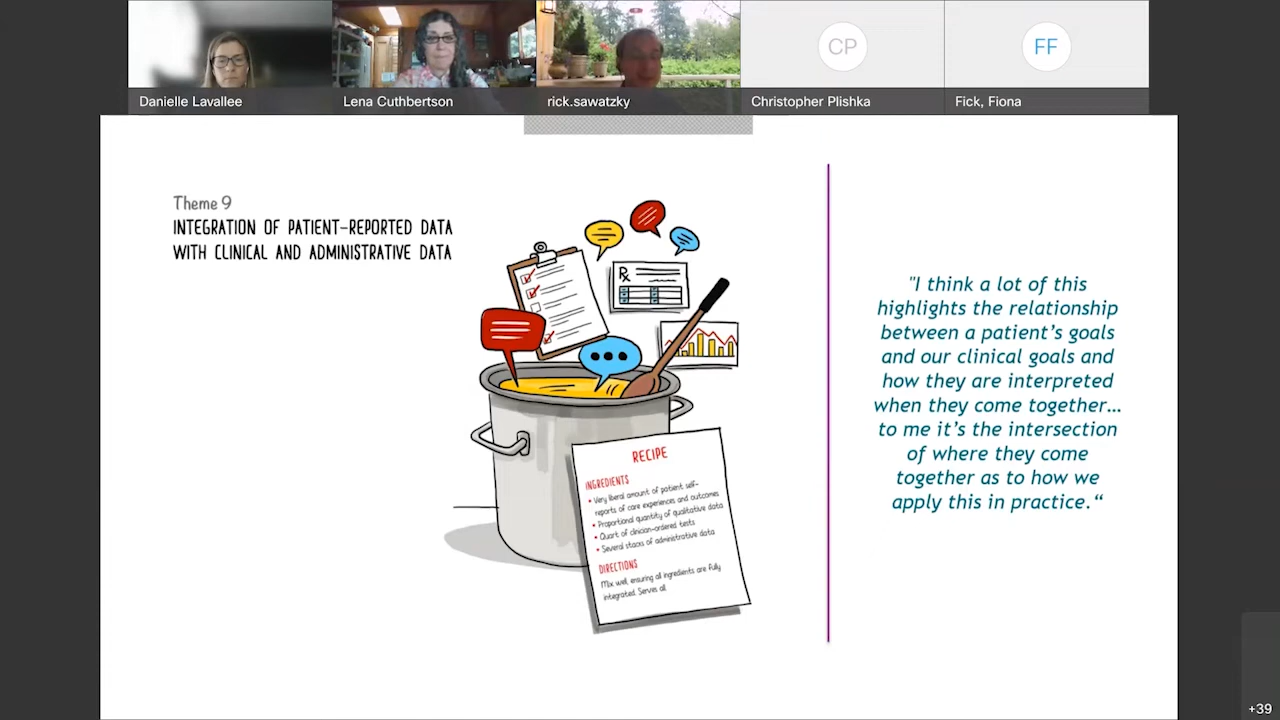 Danielle Lavallee
Lena Cuthbertson
rick.sawatzky
CP
Christopher Plishka
FF
Fick, Fiona
Theme 9
INTEGRATION OF PATIENT-REPORTED DATA
WITH CLINICAL AND ADMINISTRATIVE DATA
Rx
RECIPE
INGREDIENTS
• Very liberal amount of patient self-
reports of care experiences and outcomes
• Proportional quantity of qualitative data
• Quart of clinician-ordered tests
• Several stacks of administrative data
DIRECTIONS
Mix well, ensuring all ingredients are fully
integrated. Serves all.
"I think a lot of this
highlights the relationship
between a patient's goals
and our clinical goals and
how they are interpreted
when they come together…
to me it's the intersection
of where they come
together as to how we
apply this in practice.“
+39